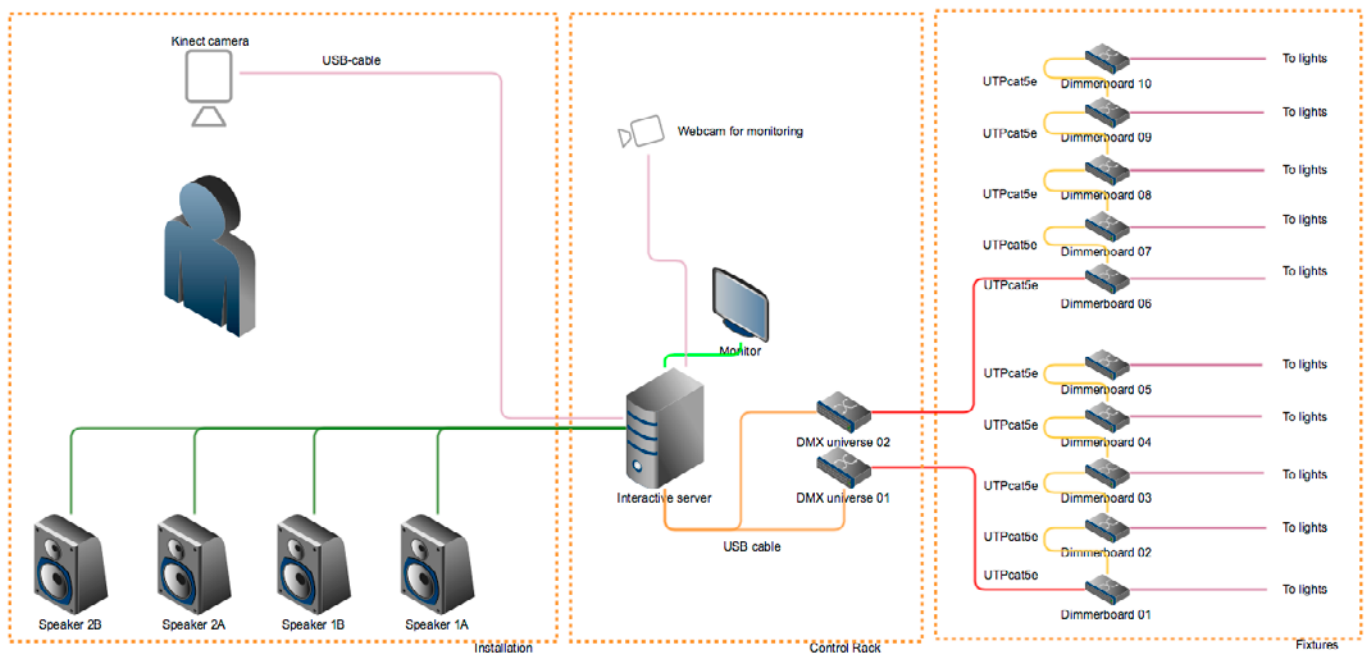 Kinect camera
USB-cable
Speaker 2B
Speaker 2A
Speaker 1B
Speaker 1A
Installation
Webcam for monitoring
Monitor
Interactive server
DMX universe 02
DMX universe 01
USB cable
Control Rack
To lights
UTPcat5e
Dimmerboard 10
To lights
UTPcat5e
Dimmerboard 09
To lights
UTPcat5e
Dimmerboard 08
To lights
UTPcat5e
Dimmerboard 07
To lights
UTPcat5e
Dimmerboard 06
To lights
UTPcat5e
Dimmerboard 05
To lights
UTPcat5e
Dimmerboard 04
To lights
UTPcat5e
Dimmerboard 03
To lights
UTPcat5e
Dimmerboard 02
UTPcat5e
To lights
Dimmerboard 01
Fixtures